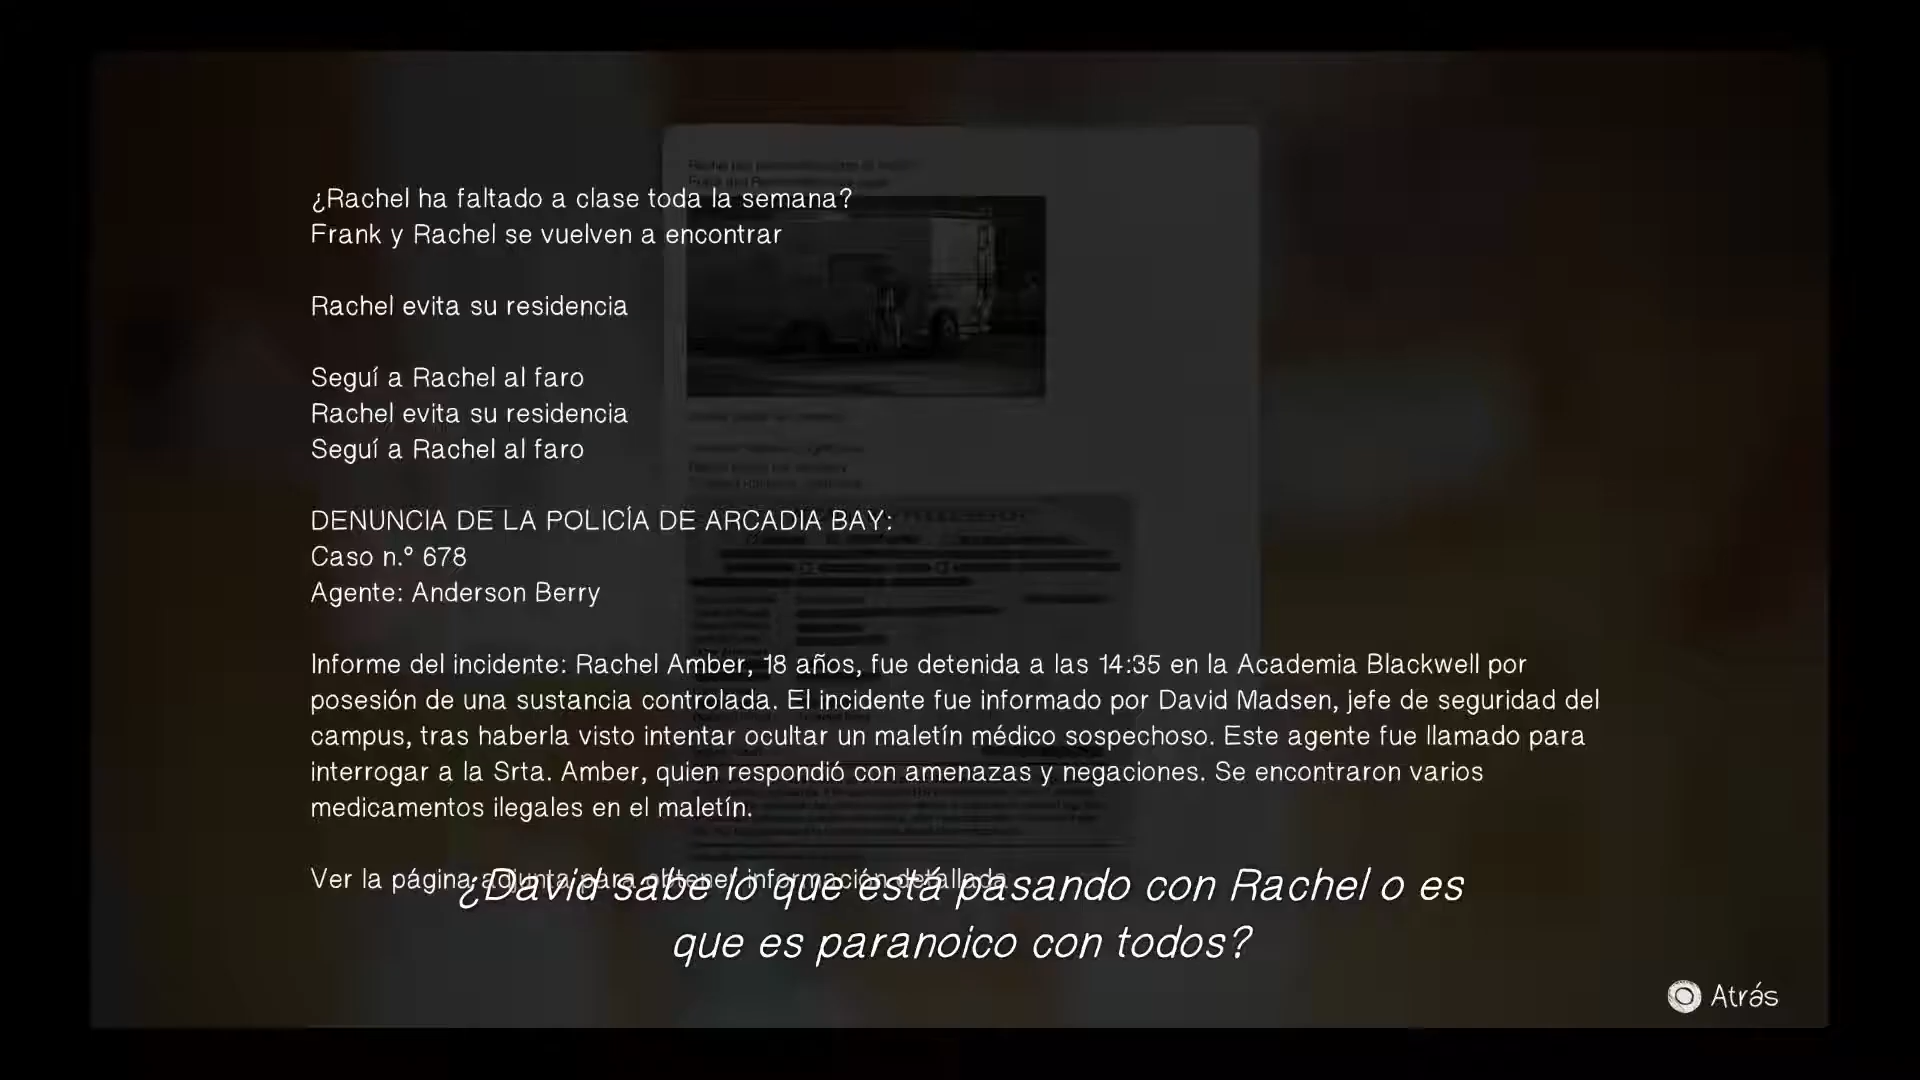 ¿Rachel ha faltado a clase toda la semana?
Frank y Rachel se vuelven a encontrar
Rachel evita su residencia
Seguí a Rachel al faro
Rachel evita su residencia
Seguí a Rachel al faro
DENUNCIA DE LA POLICÍA DE ARCADIA BAY:
Caso n.º 678
Agente: Anderson Berry
Informe del incidente: Rachel Amber, 18 años, fue detenida a las 14:35 en la Academia Blackwell por
posesión de una sustancia controlada. El incidente fue informado por David Madsen, jefe de seguridad del
campus, tras haberla visto intentar ocultar un maletín médico sospechoso. Este agente fue llamado para
interrogar a la Srta. Amber, quien respondió con amenazas y negaciones. Se encontraron varios
medicamentos ilegales en el maletín.
Ver la página adjunta para obtener información detallada
¿David sabe lo que está pasando con Rachel o es
que es paranoico con todos?
Atrás